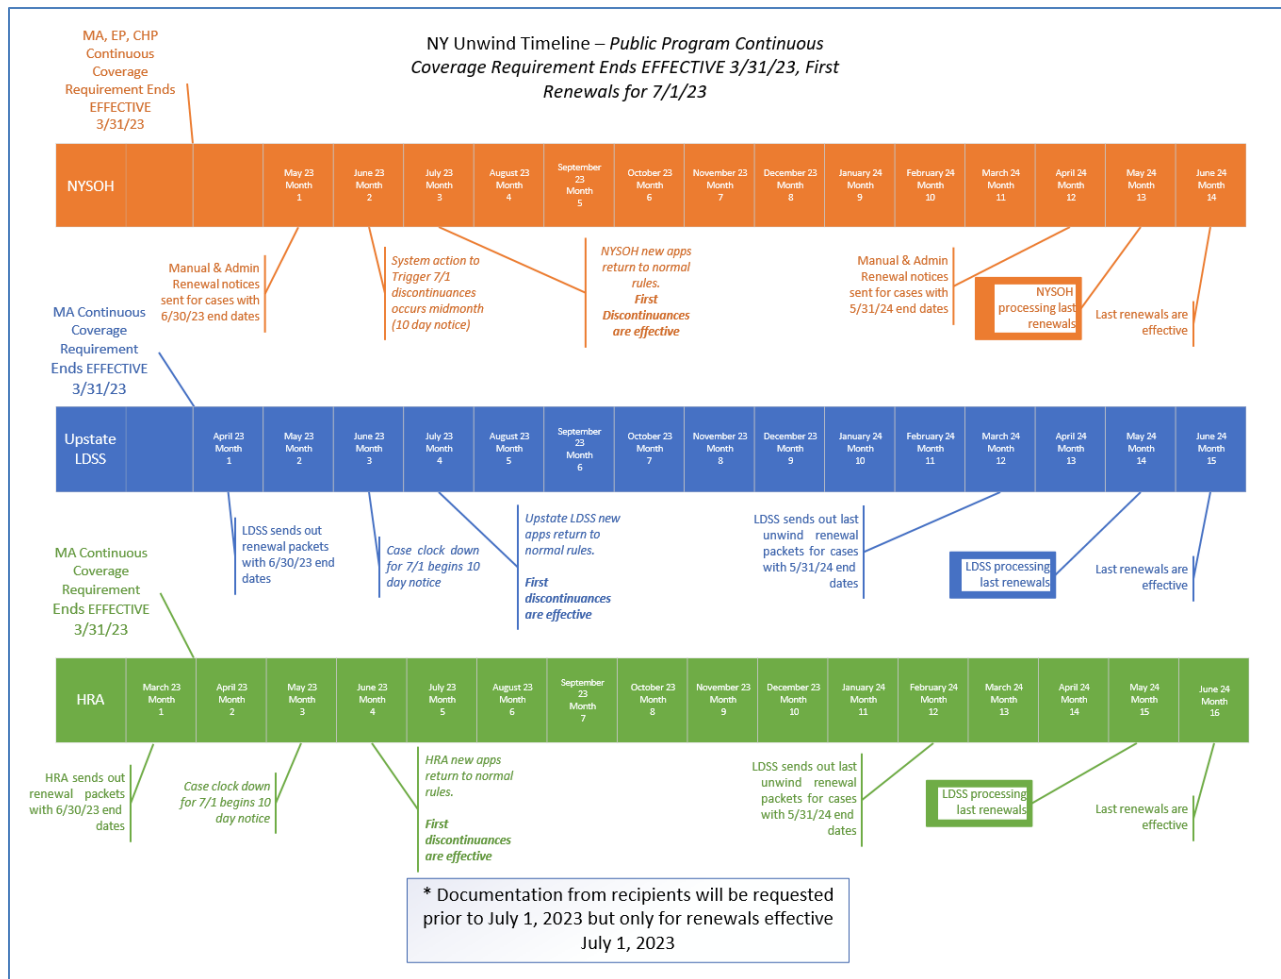 MA, EP, CHP
Continuous
Coverage
Requirement Ends
EFFECTIVE
3/31/23
NY Unwind Timeline – Public Program Continuous
Coverage Requirement Ends EFFECTIVE 3/31/23, First
Renewals for 7/1/23
NYSOH
May 23
Month
1
June 23
Month
2
July 23
Month
3
August 23
Month
4
September
23
Month
5
October 23
Month
6
November 23
Month
7
December 23
Month
8
January 24
Month
9
February 24
Month
10
March 24
Month
11
April 24
Month
12
May 24
Month
13
June 24
Month
14
Manual & Admin
Renewal notices
sent for cases with
6/30/23 end dates
System action to
Trigger 7/1
discontinuances
occurs midmonth
(10 day notice)
NYSOH new apps
return to normal
rules.
First
Discontinuances
are effective
Manual & Admin
Renewal notices
sent for cases with
5/31/24 end dates
NYSOH
processing last
renewals
Last renewals are
effective
MA Continuous
Coverage
Requirement
Ends EFFECTIVE
3/31/23
Upstate
LDSS
April 23
Month
1
May 23
Month
2
June 23
Month
3
July 23
Month
4
August 23
Month
5
September
23
Month
6
October 23
Month
7
November 23
Month
8
December 23
Month
9
January 24
Month
10
February 24
Month
11
March 24
Month
12
April 24
Month
13
May 24
Month
14
June 24
Month
15
LDSS sends out
renewal packets
with 6/30/23 end
dates
Case clock down
for 7/1 begins 10
day notice
Upstate LDSS new
apps return to
normal rules.
First
discontinuances
are effective
LDSS sends out last
unwind renewal
packets for cases
with 5/31/24 end
dates
LDSS processing
last renewals
Last renewals are
effective
MA Continuous
Coverage
Requirement
Ends EFFECTIVE
3/31/23
HRA
March 23
Month
1
April 23
Month
2
May 23
Month
3
June 23
Month
4
July 23
Month
5
August 23
Month
6
September
23
Month
7
October 23
Month
8
November 23
Month
9
December 23
Month
10
January 24
Month
11
February 24
Month
12
March 24
Month
13
April 24
Month
14
May 24
Month
15
June 24
Month
16
HRA sends out
renewal packets
with 6/30/23 end
dates
Case clock down
for 7/1 begins 10
day notice
HRA new apps
return to normal
rules.
First
discontinuances
are effective
LDSS sends out last
unwind renewal
packets for cases
with 5/31/24 end
dates
LDSS processing
last renewals
Last renewals are
effective
* Documentation from recipients will be requested
prior to July 1, 2023 but only for renewals effective
July 1, 2023